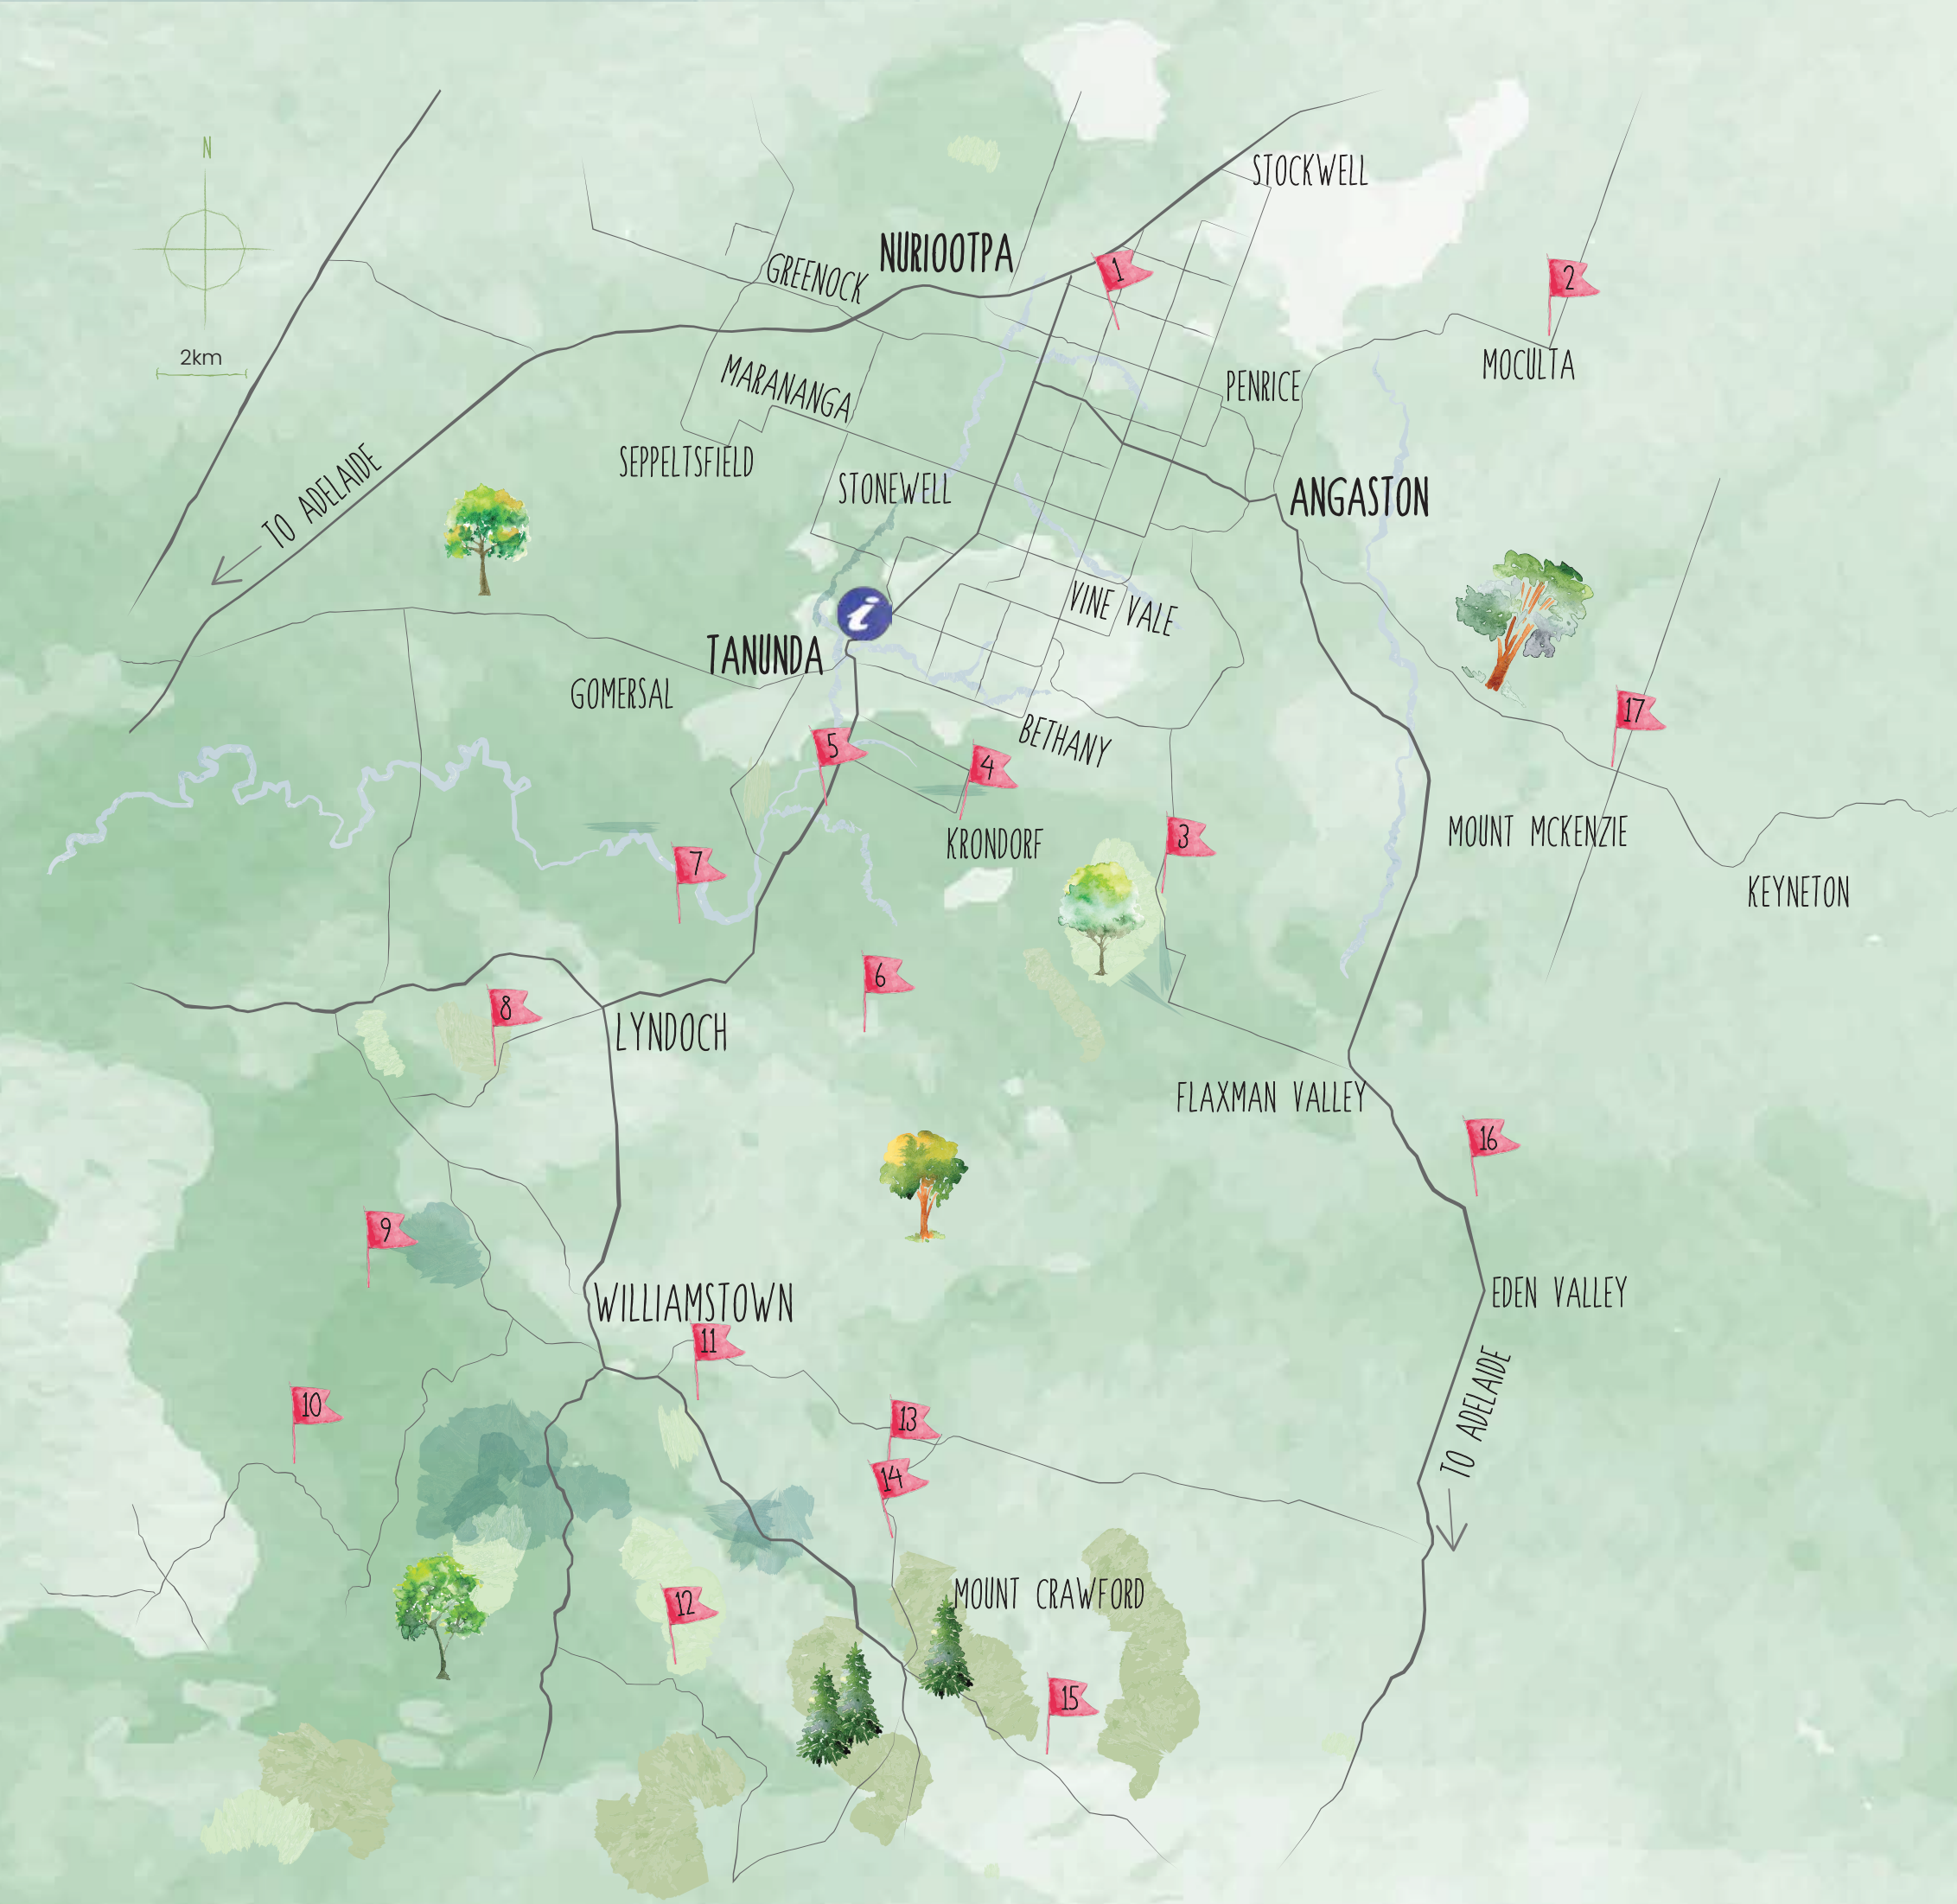 N
STOCKWELL
NURIOOTPA
1
GREENOCK
2
2km
MOCULTA
MARANANGA
PENRICE
SEPPELTSFIELD
STONEWELL
TO ADELAIDE
ANGASTON
i
VINE VALE
TANUNDA
GOMERSAL
17
5
4
BETHANY
3
MOUNT MCKENZIE
KRONDORF
7
KEYNETON
6
8
LYNDOCH
FLAXMAN VALLEY
16
9
EDEN VALLEY
WILLIAMSTOWN
11
10
TO ADELAIDE
13
14
MOUNT CRAWFORD
12
15